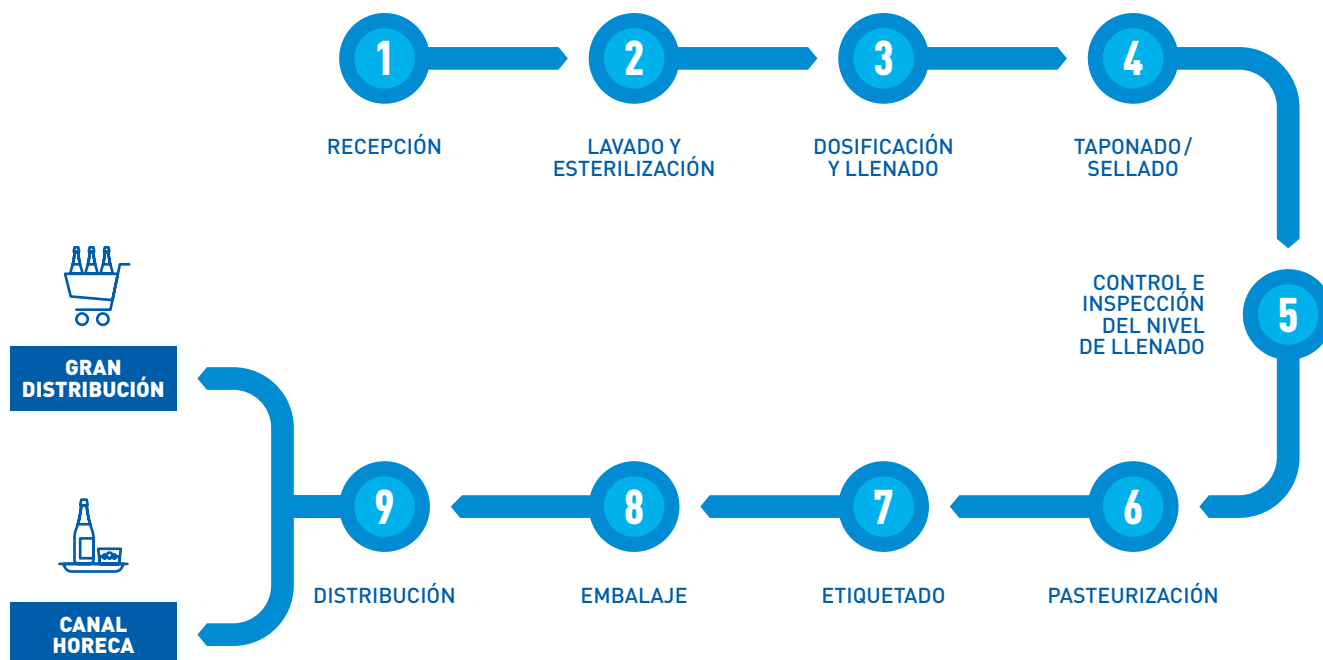 1
RECEPCIÓN
2
LAVADO Y
ESTERILIZACIÓN
3
DOSIFICACIÓN
Y LLENADO
4
TAPONADO/
SELLADO
CONTROL E
INSPECCIÓN
DEL NIVEL
DE LLENADO
5
6
PASTEURIZACIÓN
7
ETIQUETADO
8
EMBALAJE
9
DISTRIBUCIÓN
GRAN
DISTRIBUCIÓN
CANAL
HORECA